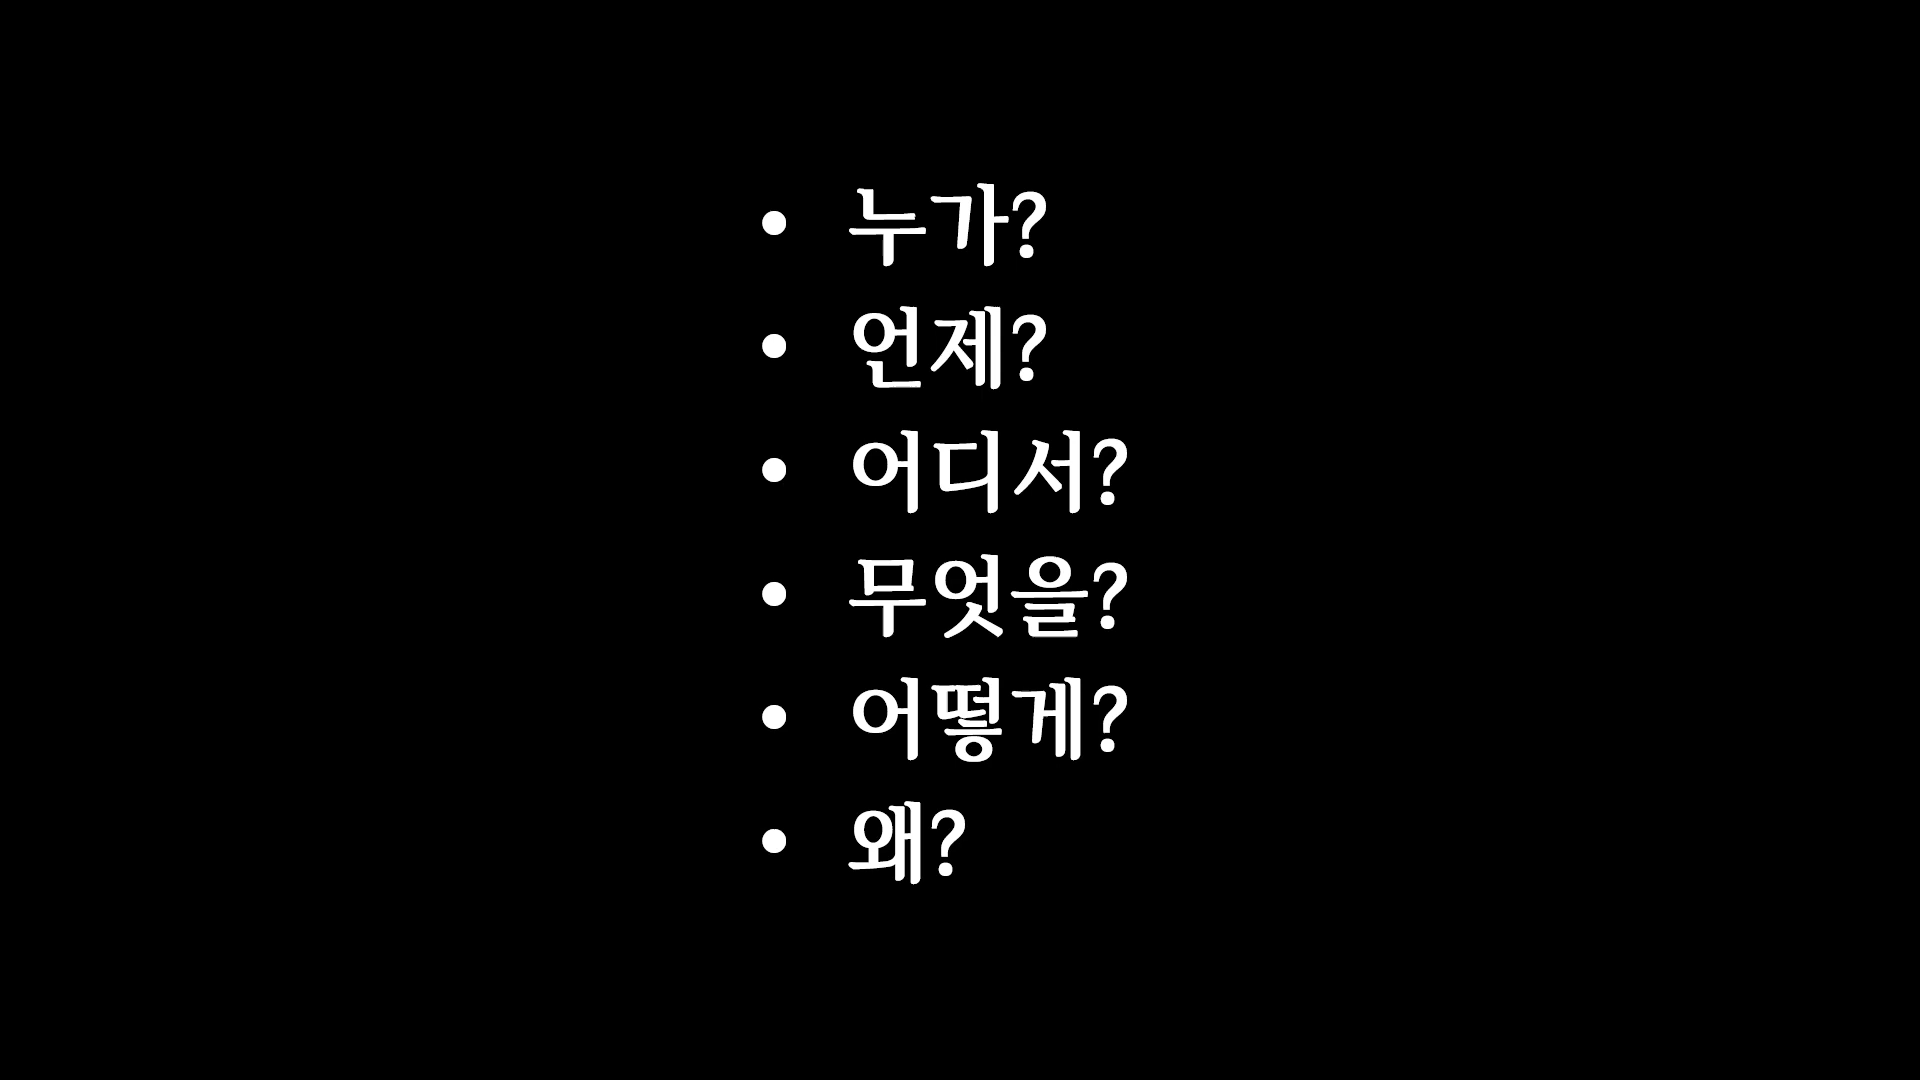 • 누가?
• 언제?
• 어디서?
• 무엇을?
• 어떻게?
• 왜?